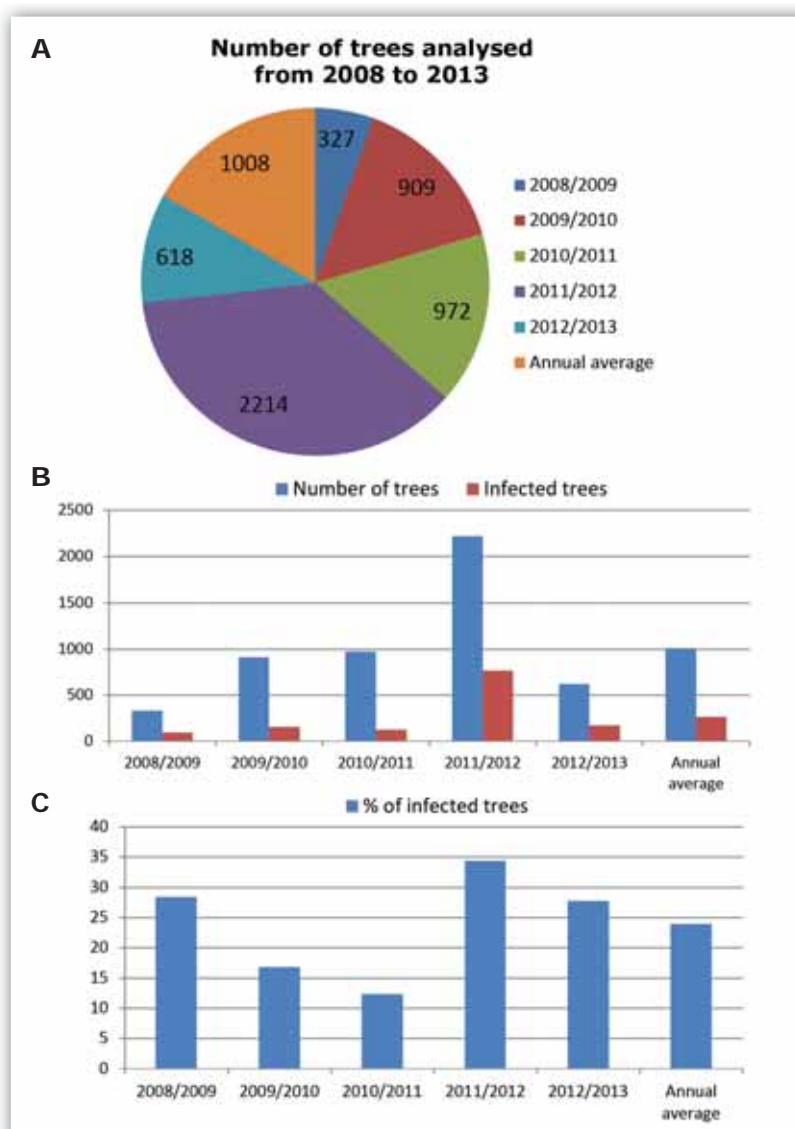 A
Number of trees analysed
from 2008 to 2013
327
909
972
2214
618
1008
2008/2009
2009/2010
2010/2011
2011/2012
2012/2013
Annual average
B
Number of trees Infected trees
2500
2000
1500
1000
500
0
2008/2009 2009/2010 2010/2011 2011/2012 2012/2013 Annual
average
C
% of infected trees
40
35
30
25
20
15
10
5
0
2008/2009 2009/2010 2010/2011 2011/2012 2012/2013 Annual
average